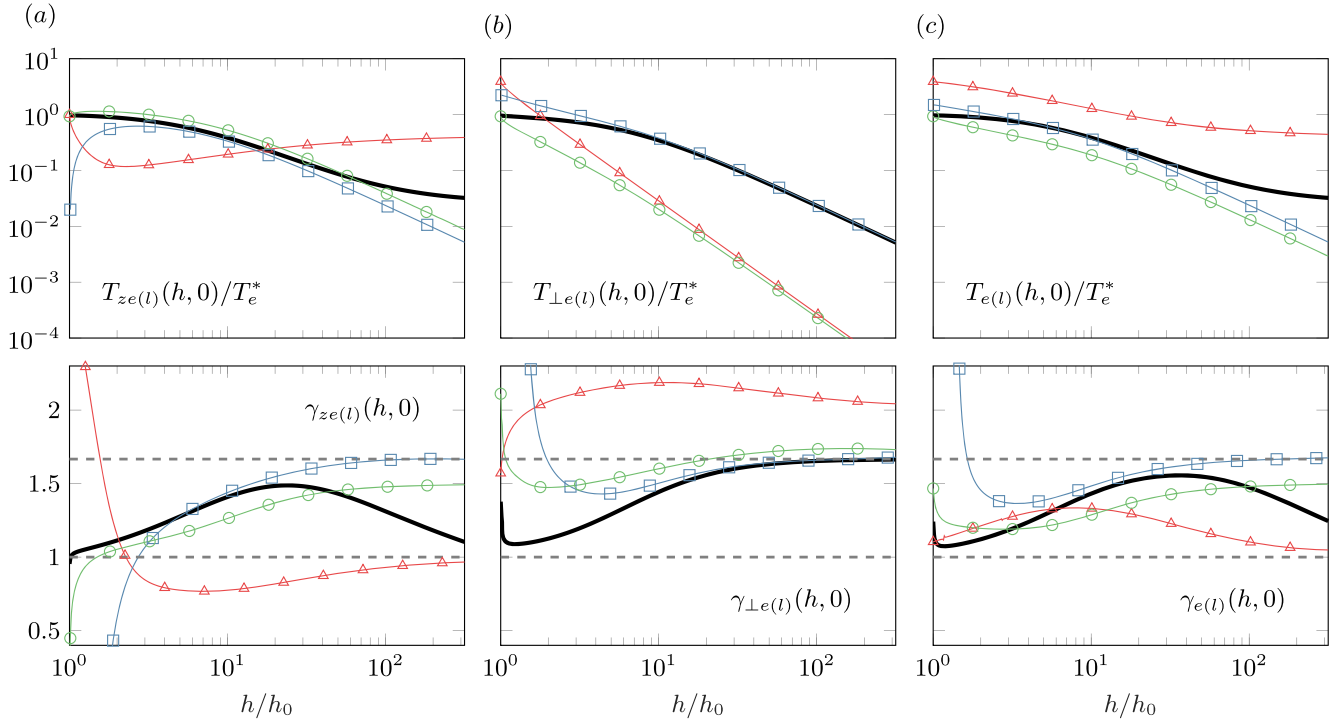 (a)
(b)
(c)
10^1
10^0
10^{-1}
10^{-2}
10^{-3}
10^{-4}
T_{ze(l)}(h, 0)/T_e^*
T_{⊥e(l)}(h, 0)/T_e^*
T_{e(l)}(h, 0)/T_e^*
2
1.5
1
0.5
γ_{ze(l)}(h, 0)
γ_{⊥e(l)}(h, 0)
γ_{e(l)}(h, 0)
10^0 10^1 10^2
10^0 10^1 10^2
10^0 10^1 10^2
h/h_0
h/h_0
h/h_0